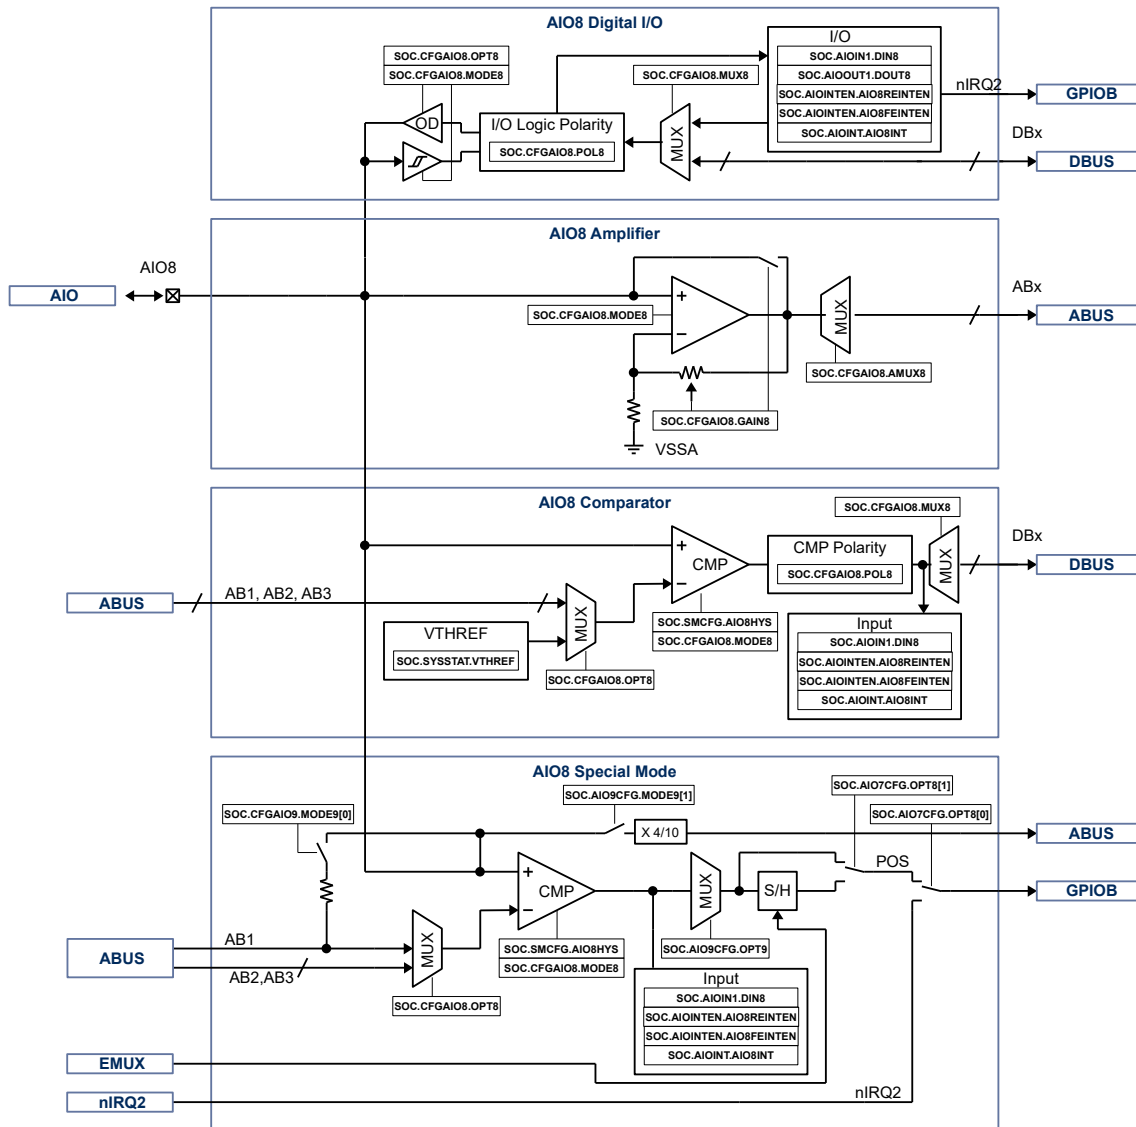 AIO8 Digital I/O
SOC.CFGAIO8.OPT8
SOC.CFGAIO8.MODE8
OD
I/O Logic Polarity
SOC.CFGAIO8.POL8
SOC.CFGAIO8.MUX8
MUX
I/O
SOC.AIOIN1.DIN8
SOC.AIOOUT1.DOUT8
SOC.AIOINTEN.AIO8REINTEN
SOC.AIOINTEN.AIO8FEINTEN
SOC.AIOINT.AIO8INT
nIRQ2
GPIOB
DBx
DBUS
AIO8 Amplifier
AIO8
AIO
+
−
SOC.CFGAIO8.MODE8
MUX
SOC.CFGAIO8.AMUX8
SOC.CFGAIO8.GAIN8
VSSA
ABx
ABUS
AIO8 Comparator
ABUS
AB1, AB2, AB3
VTHREF
SOC.SYSSTAT.VTHREF
MUX
SOC.CFGAIO8.OPT8
+
−
CMP
SOC.SMCFG.AIO8HYS
SOC.CFGAIO8.MODE8
CMP Polarity
SOC.CFGAIO8.POL8
SOC.CFGAIO8.MUX8
MUX
DBx
DBUS
Input
SOC.AIOIN1.DIN8
SOC.AIOINTEN.AIO8REINTEN
SOC.AIOINTEN.AIO8FEINTEN
SOC.AIOINT.AIO8INT
AIO8 Special Mode
SOC.CFGAIO9.MODE9[0]
SOC.AIO9CFG.MODE9[1]
X 4/10
SOC.AIO7CFG.OPT8[1]
SOC.AIO7CFG.OPT8[0]
ABUS
+
−
CMP
SOC.SMCFG.AIO8HYS
SOC.CFGAIO8.MODE8
MUX
SOC.AIO9CFG.OPT9
S/H
POS
GPIOB
ABUS
AB1
AB2,AB3
MUX
SOC.CFGAIO8.OPT8
Input
SOC.AIOIN1.DIN8
SOC.AIOINTEN.AIO8REINTEN
SOC.AIOINTEN.AIO8FEINTEN
SOC.AIOINT.AIO8INT
EMUX
nIRQ2
nIRQ2